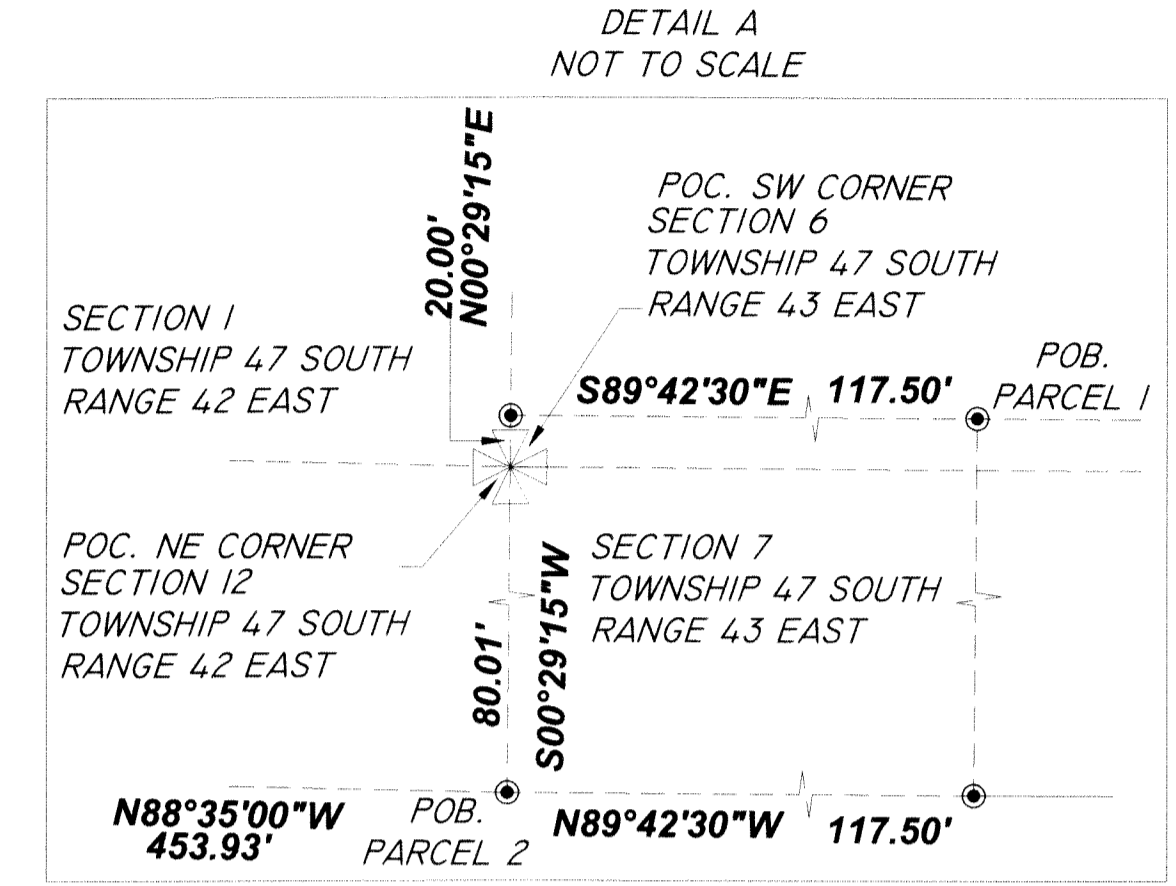 DETAIL A
NOT TO SCALE
20.00'
N00°29'15"E
POC. SW CORNER
SECTION 6
TOWNSHIP 47 SOUTH
RANGE 43 EAST
SECTION 1
TOWNSHIP 47 SOUTH
RANGE 42 EAST
S89°42'30"E 117.50'
POB.
PARCEL 1
POC. NE CORNER
SECTION 12
TOWNSHIP 47 SOUTH
RANGE 42 EAST
80.01'
S00°29'15"W
SECTION 7
TOWNSHIP 47 SOUTH
RANGE 43 EAST
N88°35'00"W
453.93'
POB.
PARCEL 2
N89°42'30"W 117.50'